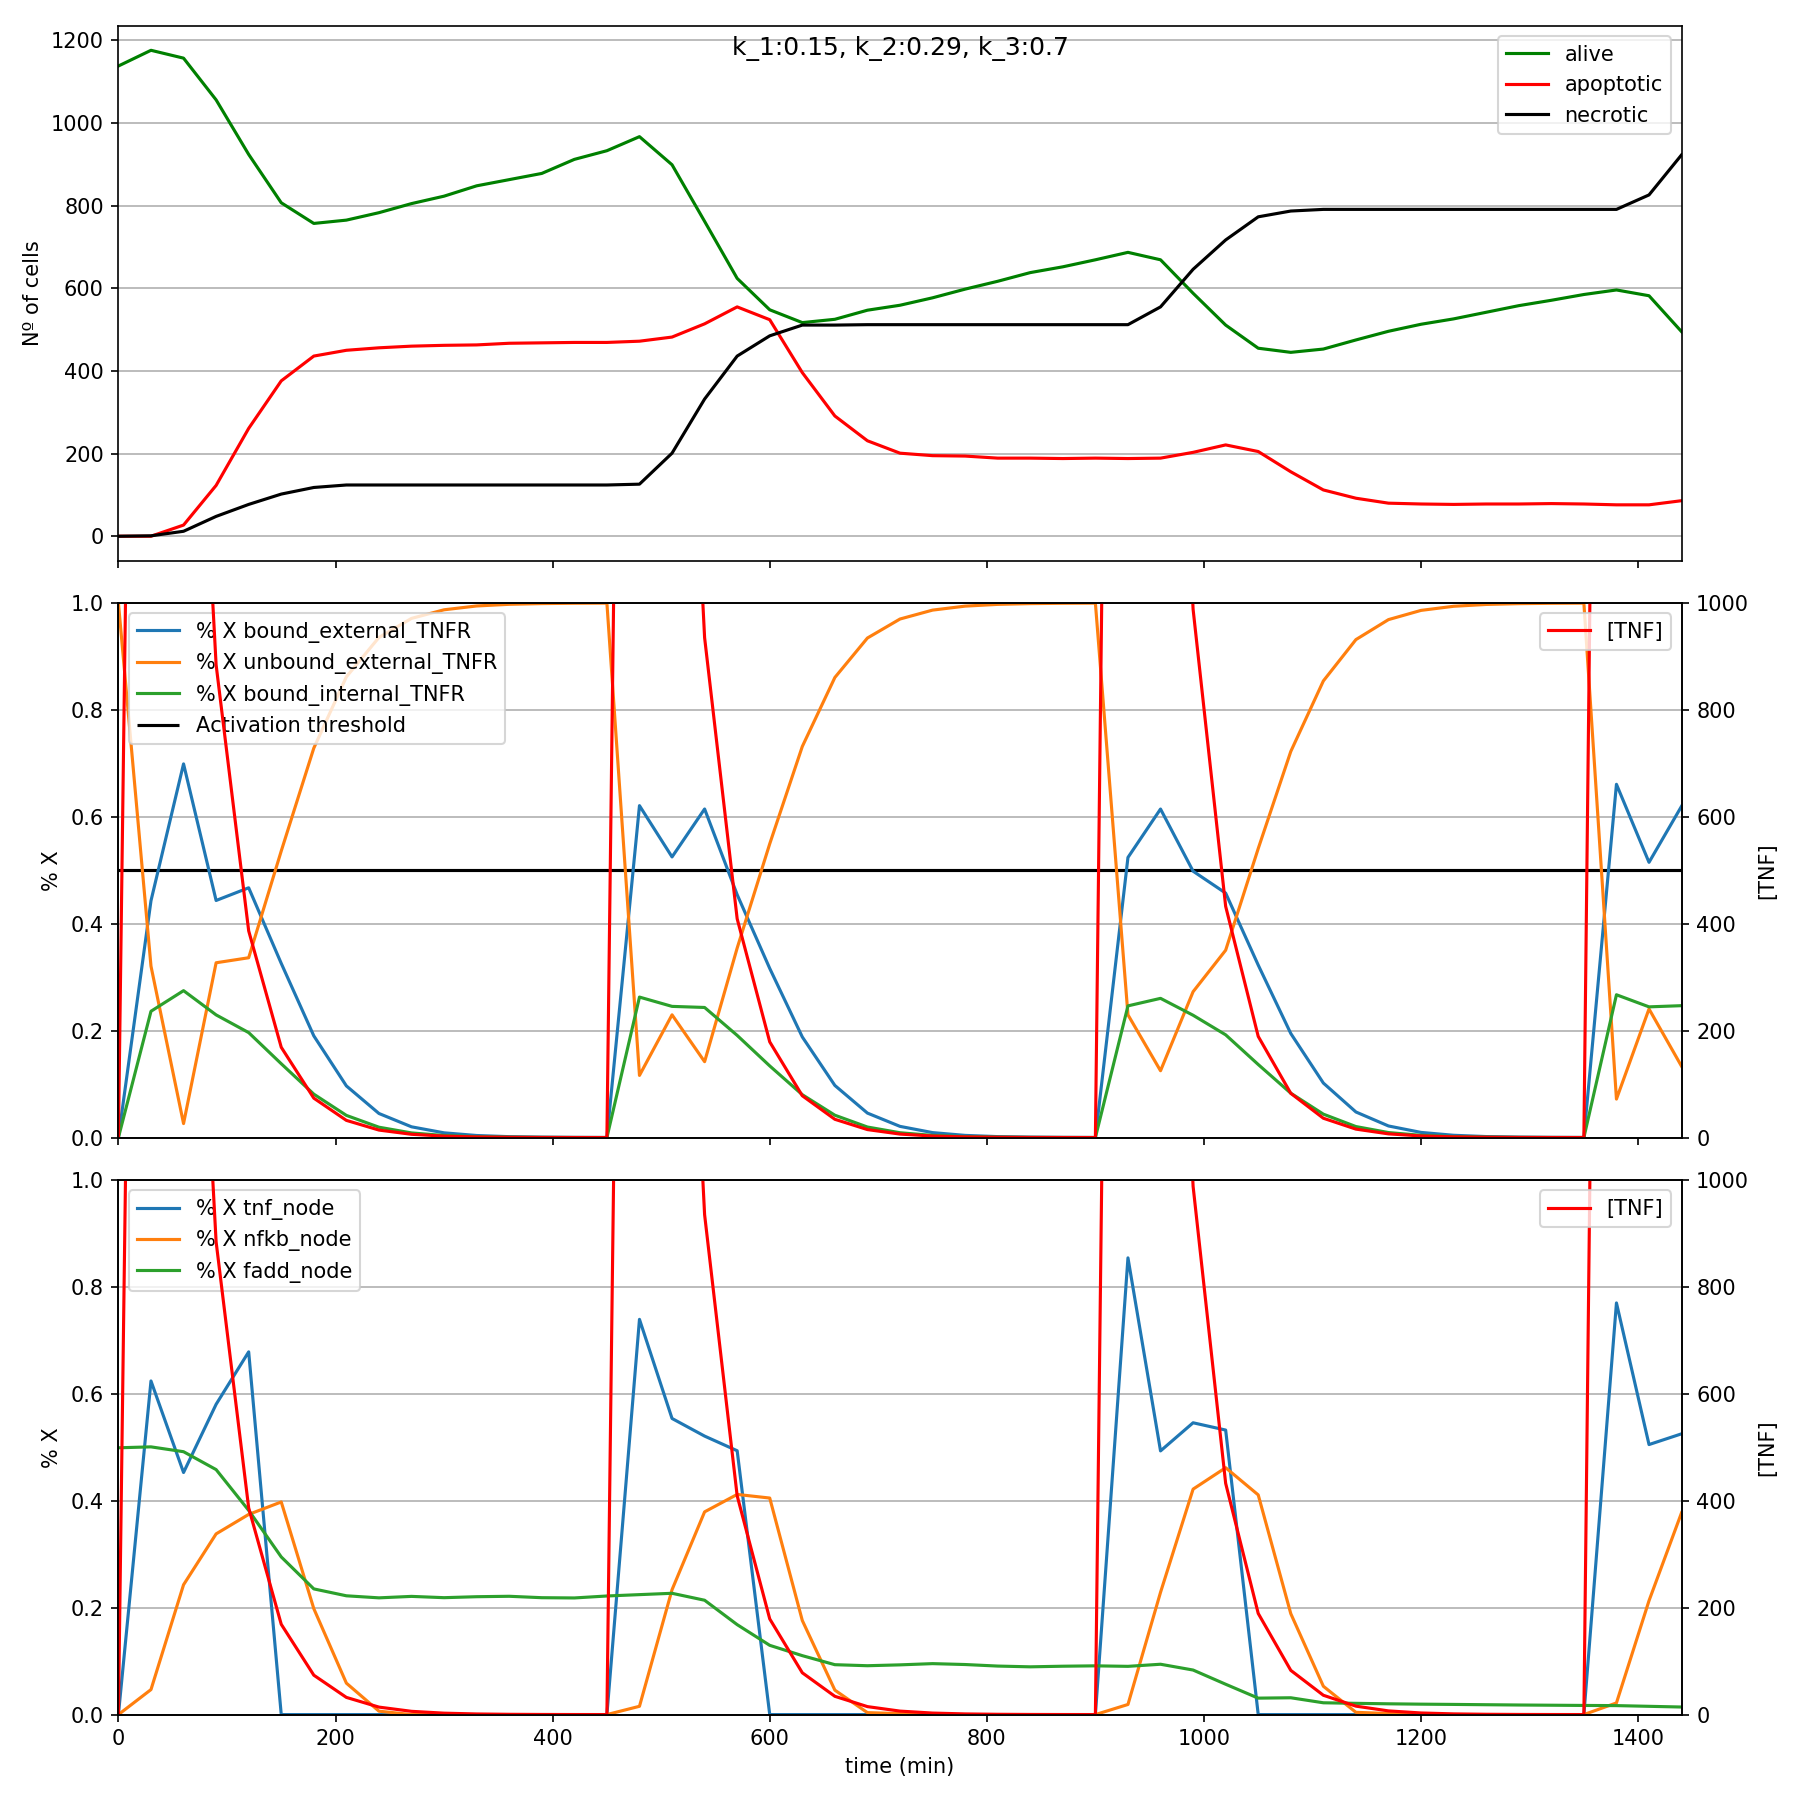 k_1:0.15, k_2:0.29, k_3:0.7
alive
apoptotic
necrotic
1200
1000
800
600
400
200
0
Nº of cells
% X bound_external_TNFR
% X unbound_external_TNFR
% X bound_internal_TNFR
Activation threshold
[TNF]
1.0
0.8
0.6
0.4
0.2
0.0
% X
1000
800
600
400
200
0
[TNF]
% X tnf_node
% X nfkb_node
% X fadd_node
[TNF]
1.0
0.8
0.6
0.4
0.2
0.0
% X
1000
800
600
400
200
0
[TNF]
0 200 400 600 800 1000 1200 1400
time (min)